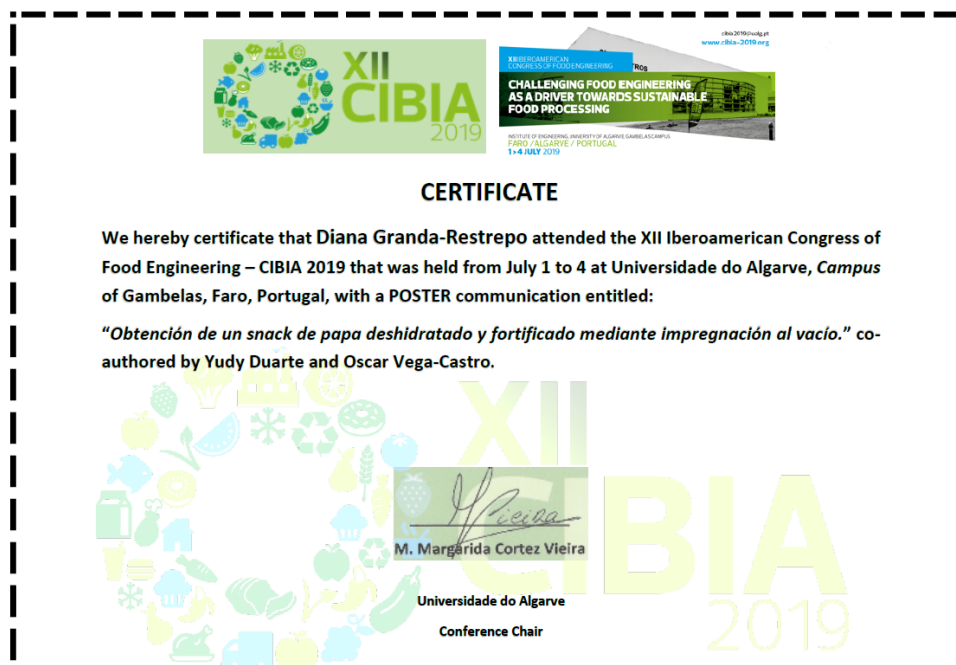 XII
CIBIA
2019
cibia2019@ualg.pt
www.cibia-2019.org
XII IBEROAMERICAN
CONGRESS OF FOOD ENGINEERING
TROS
CHALLENGING FOOD ENGINEERING
AS A DRIVER TOWARDS SUSTAINABLE
FOOD PROCESSING
INSTITUTE OF ENGINEERING, UNIVERSITY OF ALGARVE GAMBELAS CAMPUS
FARO / ALGARVE / PORTUGAL
1>4 JULY 2019
CERTIFICATE
We hereby certificate that Diana Granda-Restrepo attended the XII Iberoamerican Congress of
Food Engineering – CIBIA 2019 that was held from July 1 to 4 at Universidade do Algarve, Campus
of Gambelas, Faro, Portugal, with a POSTER communication entitled:
“Obtención de un snack de papa deshidratado y fortificado mediante impregnación al vacío.” co-
authored by Yudy Duarte and Oscar Vega-Castro.
XII
CIBIA
2019
M. Margarida Cortez Vieira
Universidade do Algarve
Conference Chair